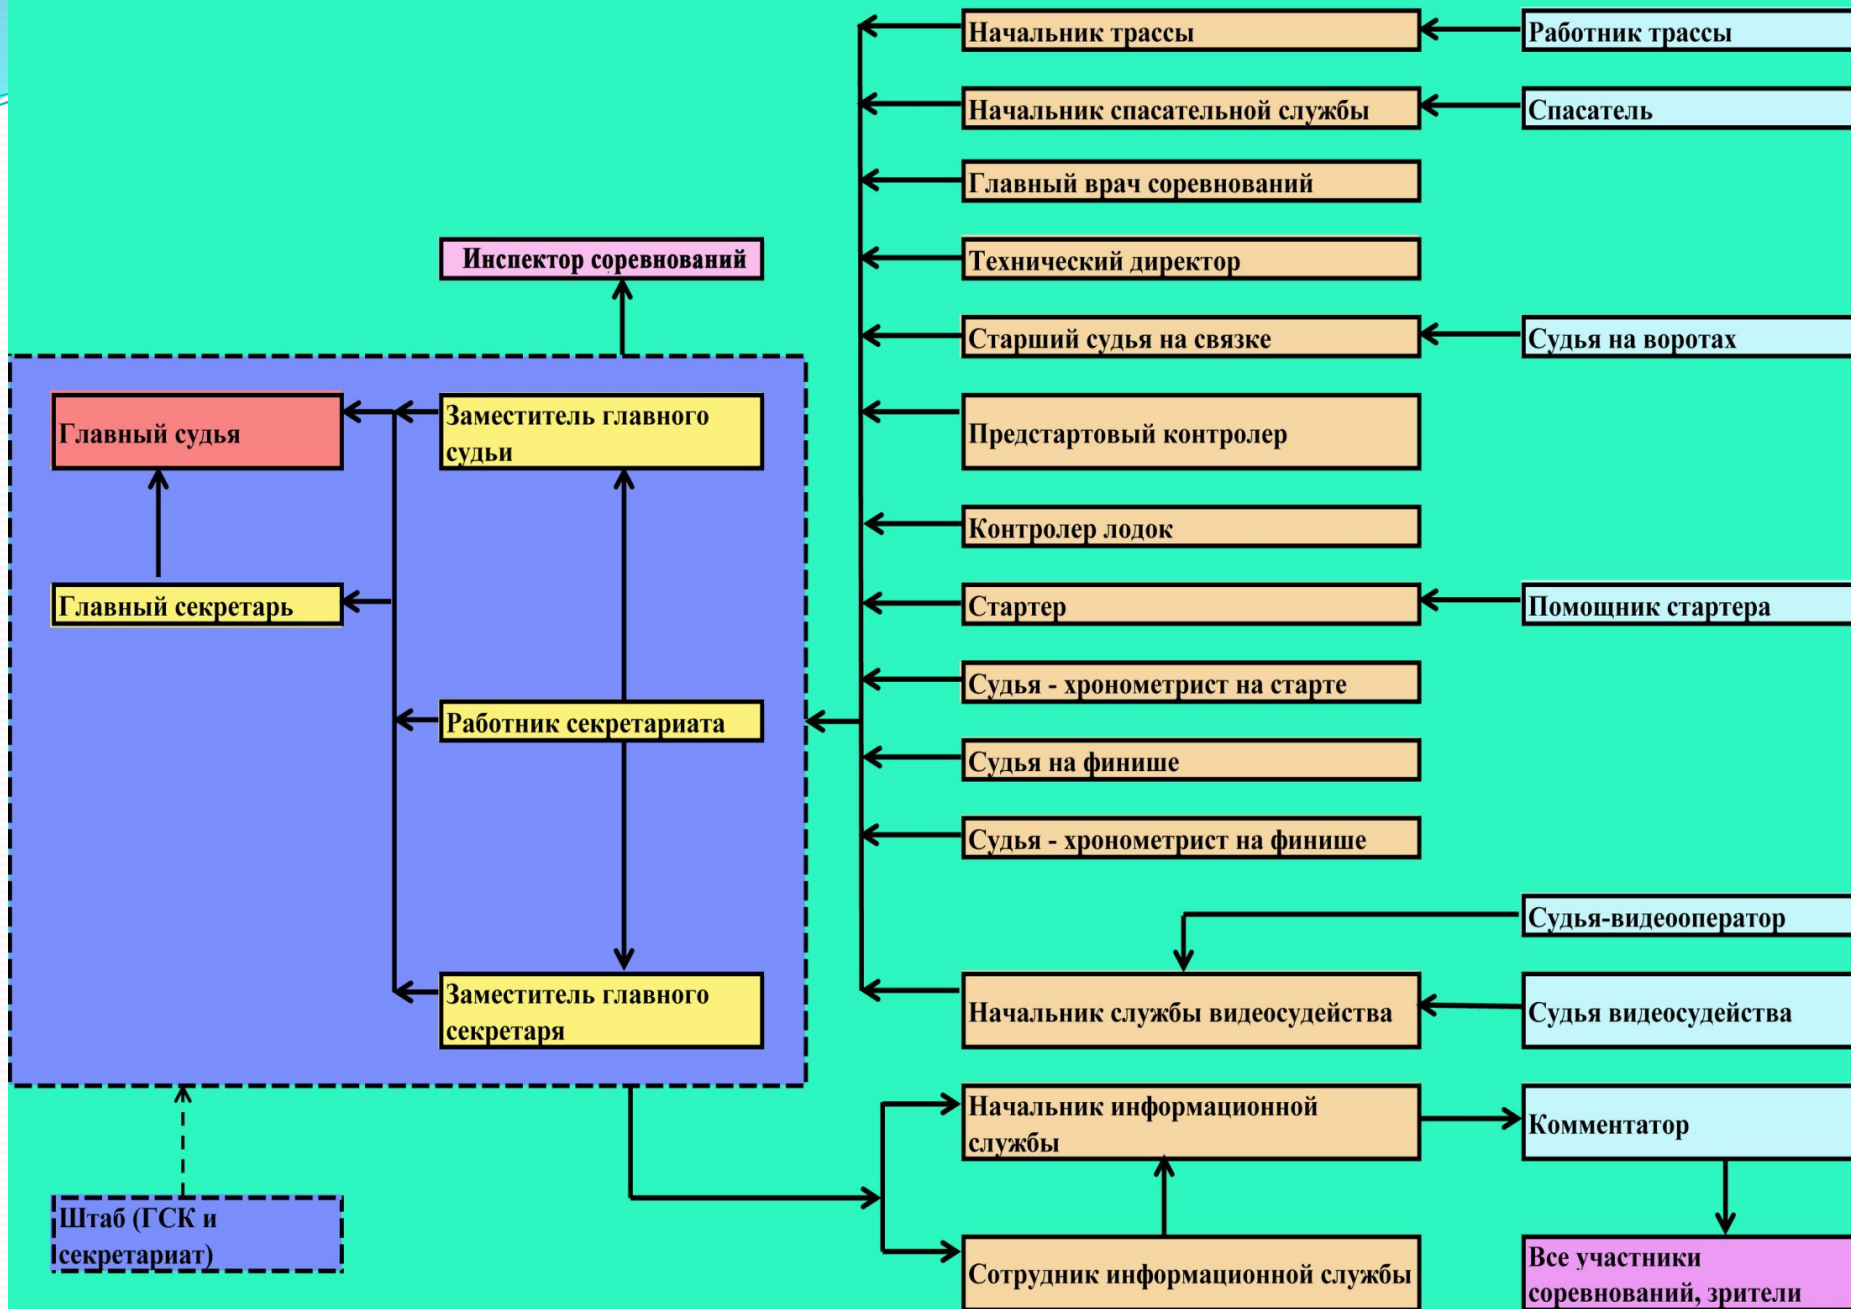 Начальник трассы
Работник трассы
Начальник спасательной службы
Спасатель
Главный врач соревнований
Инспектор соревнований
Технический директор
Старший судья на связке
Судья на воротах
Главный судья
Заместитель главного
судьи
Предстартовый контролер
Контролер лодок
Главный секретарь
Стартер
Помощник стартера
Судья - хронометрист на старте
Работник секретариата
Судья на финише
Судья - хронометрист на финише
Судья-видеооператор
Заместитель главного
секретаря
Начальник службы видеосудейства
Судья видеосудейства
Начальник информационной
службы
Комментатор
Штаб (ГСК и
секретариат)
Сотрудник информационной службы
Все участники
соревнований, зрители